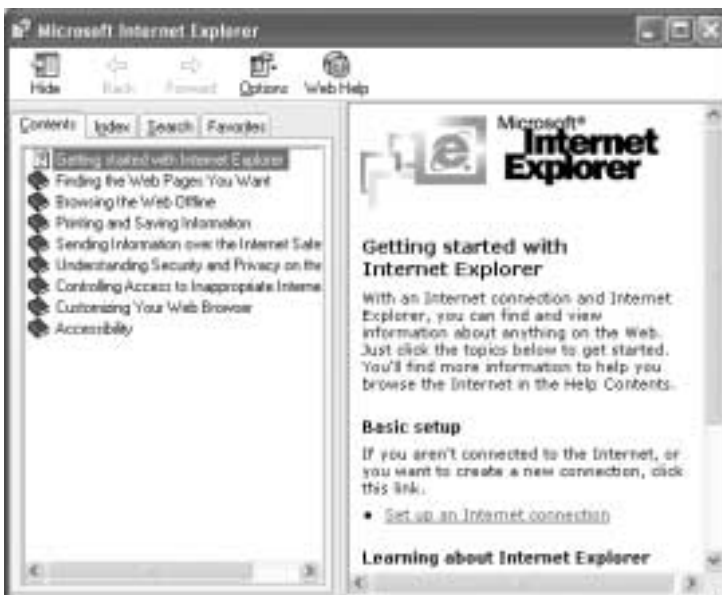 Microsoft Internet Explorer
Hide Back Forward Options Web Help
Contents Index Search Favorites
Getting started with Internet Explorer
Finding the Web Pages You Want
Browsing the Web Offline
Printing and Saving Information
Sending Information over the Internet Safe
Understanding Security and Privacy on the
Controlling Access to Inappropriate Interne
Customizing Your Web Browser
Accessibility
Microsoft®
Internet
Explorer
Getting started with
Internet Explorer
With an Internet connection and Internet
Explorer, you can find and view
information about anything on the Web.
Just click the topics below to get started.
You'll find more information to help you
browse the Internet in the Help Contents.
Basic setup
If you aren't connected to the Internet, or
you want to create a new connection, click
this link.
• Set up an Internet connection
Learning about Internet Explorer